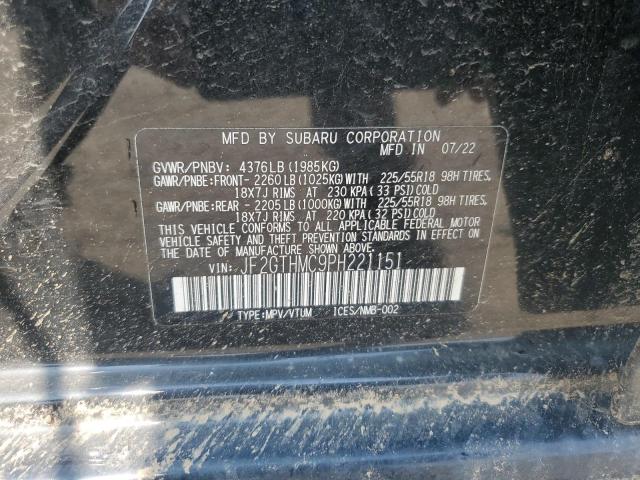 MFD BY SUBARU CORPORATION
MFD IN 07/22
GVWR/PNBV: 4376LB(1985KG)
GAWR/PNBE:FRONT-2260LB(1025KG)WITH 225/55R18 98H TIRES,
18X7J RIMS AT 230 KPA(33 PSI)COLD
GAWR/PNBE:REAR -2205LB(1000KG)WITH 225/55R18 98H TIRES,
18X7J RIMS AT 220 KPA(32 PSI)COLD
THIS VEHICLE CONFORMS TO ALL APPLICABLE FEDERAL MOTOR
VEHICLE SAFETY AND THEFT PREVENTION STANDARDS IN EFFECT ON
THE DATE OF MANUFACTURE SHOWN ABOVE.
VIN: JF2GTHMC9PH221151
TYPE:MPV/VTUM ICES/NMB-002